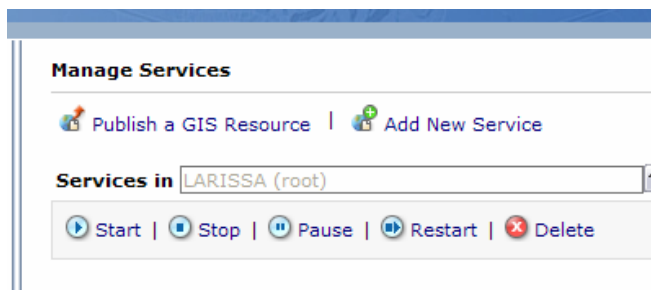 Manage Services
Publish a GIS Resource | Add New Service
Services in LARISSA (root)
Start | Stop | Pause | Restart | Delete